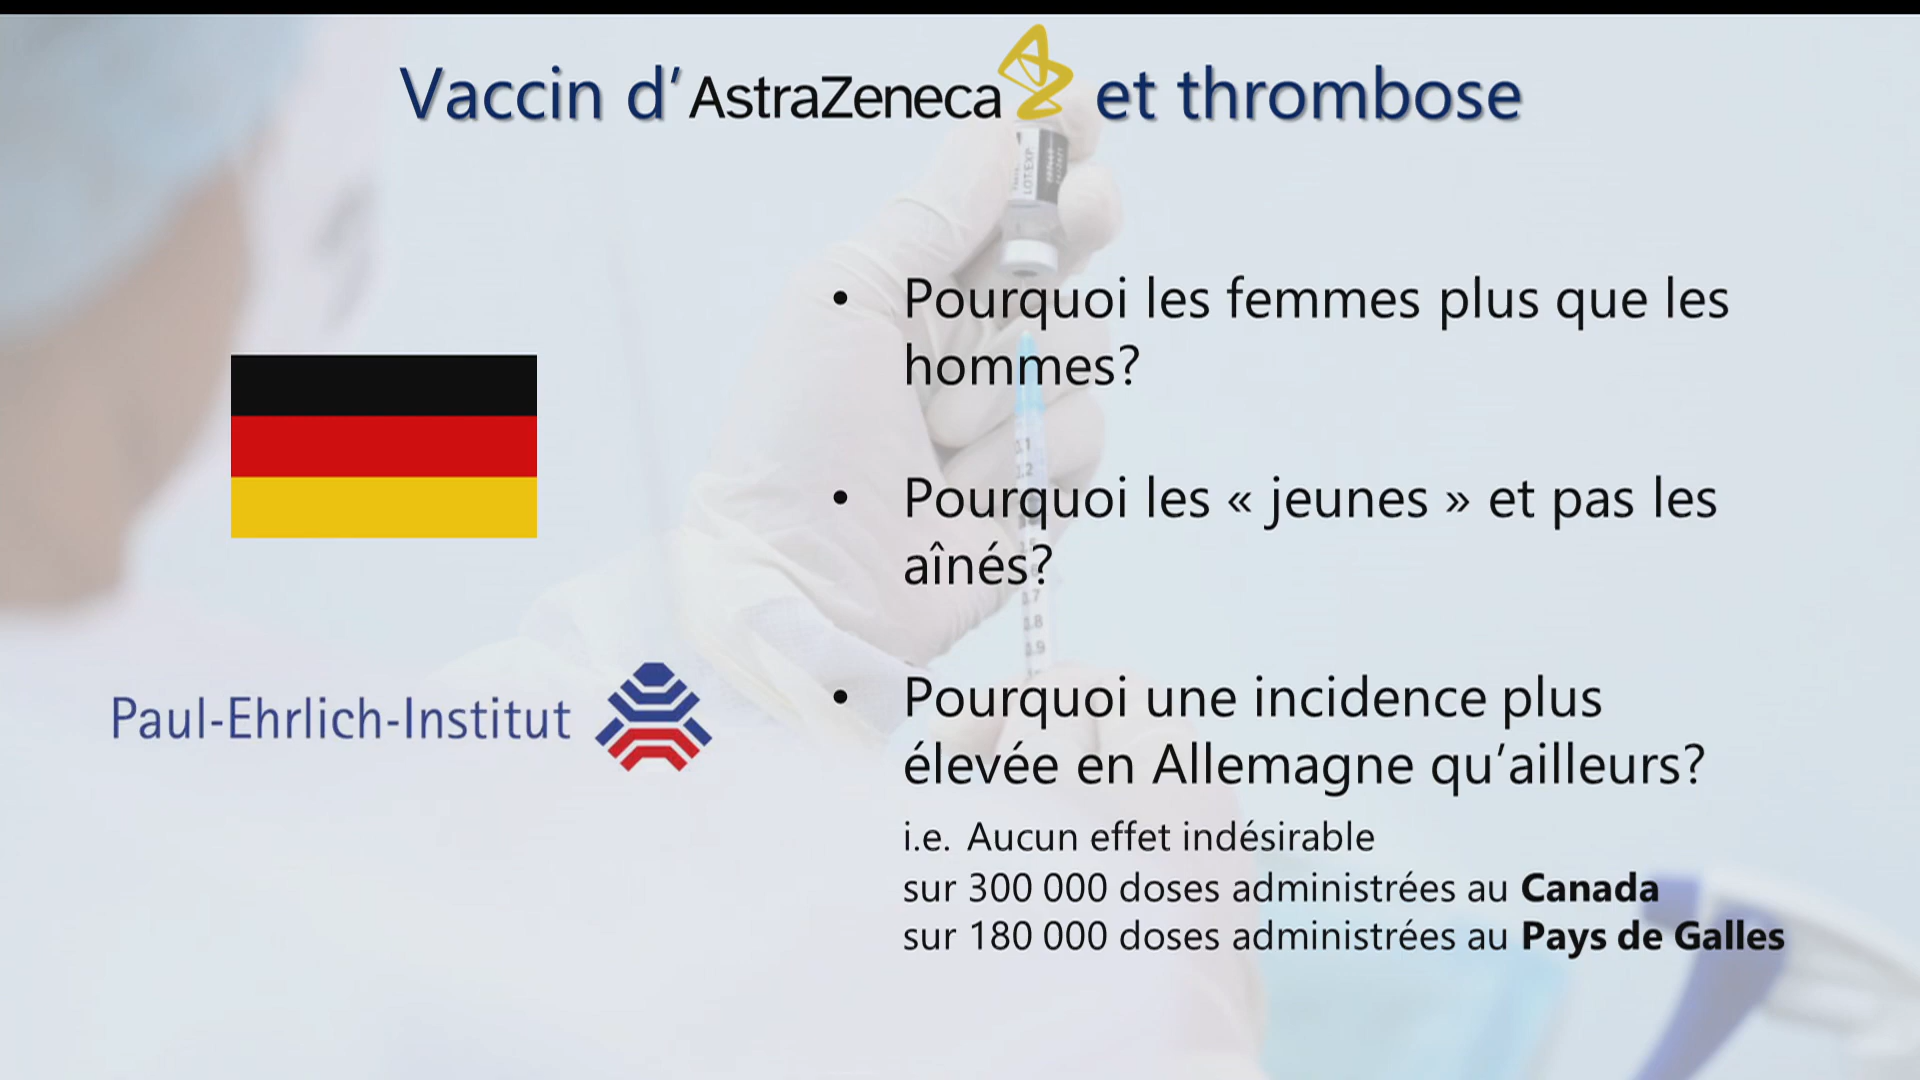 Vaccin d’AstraZeneca et thrombose
LOT:EXP
• Pourquoi les femmes plus que les
hommes?
• Pourquoi les « jeunes » et pas les
aînés?
• Pourquoi une incidence plus
élevée en Allemagne qu’ailleurs?
i.e. Aucun effet indésirable
sur 300 000 doses administrées au Canada
sur 180 000 doses administrées au Pays de Galles
Paul-Ehrlich-Institut